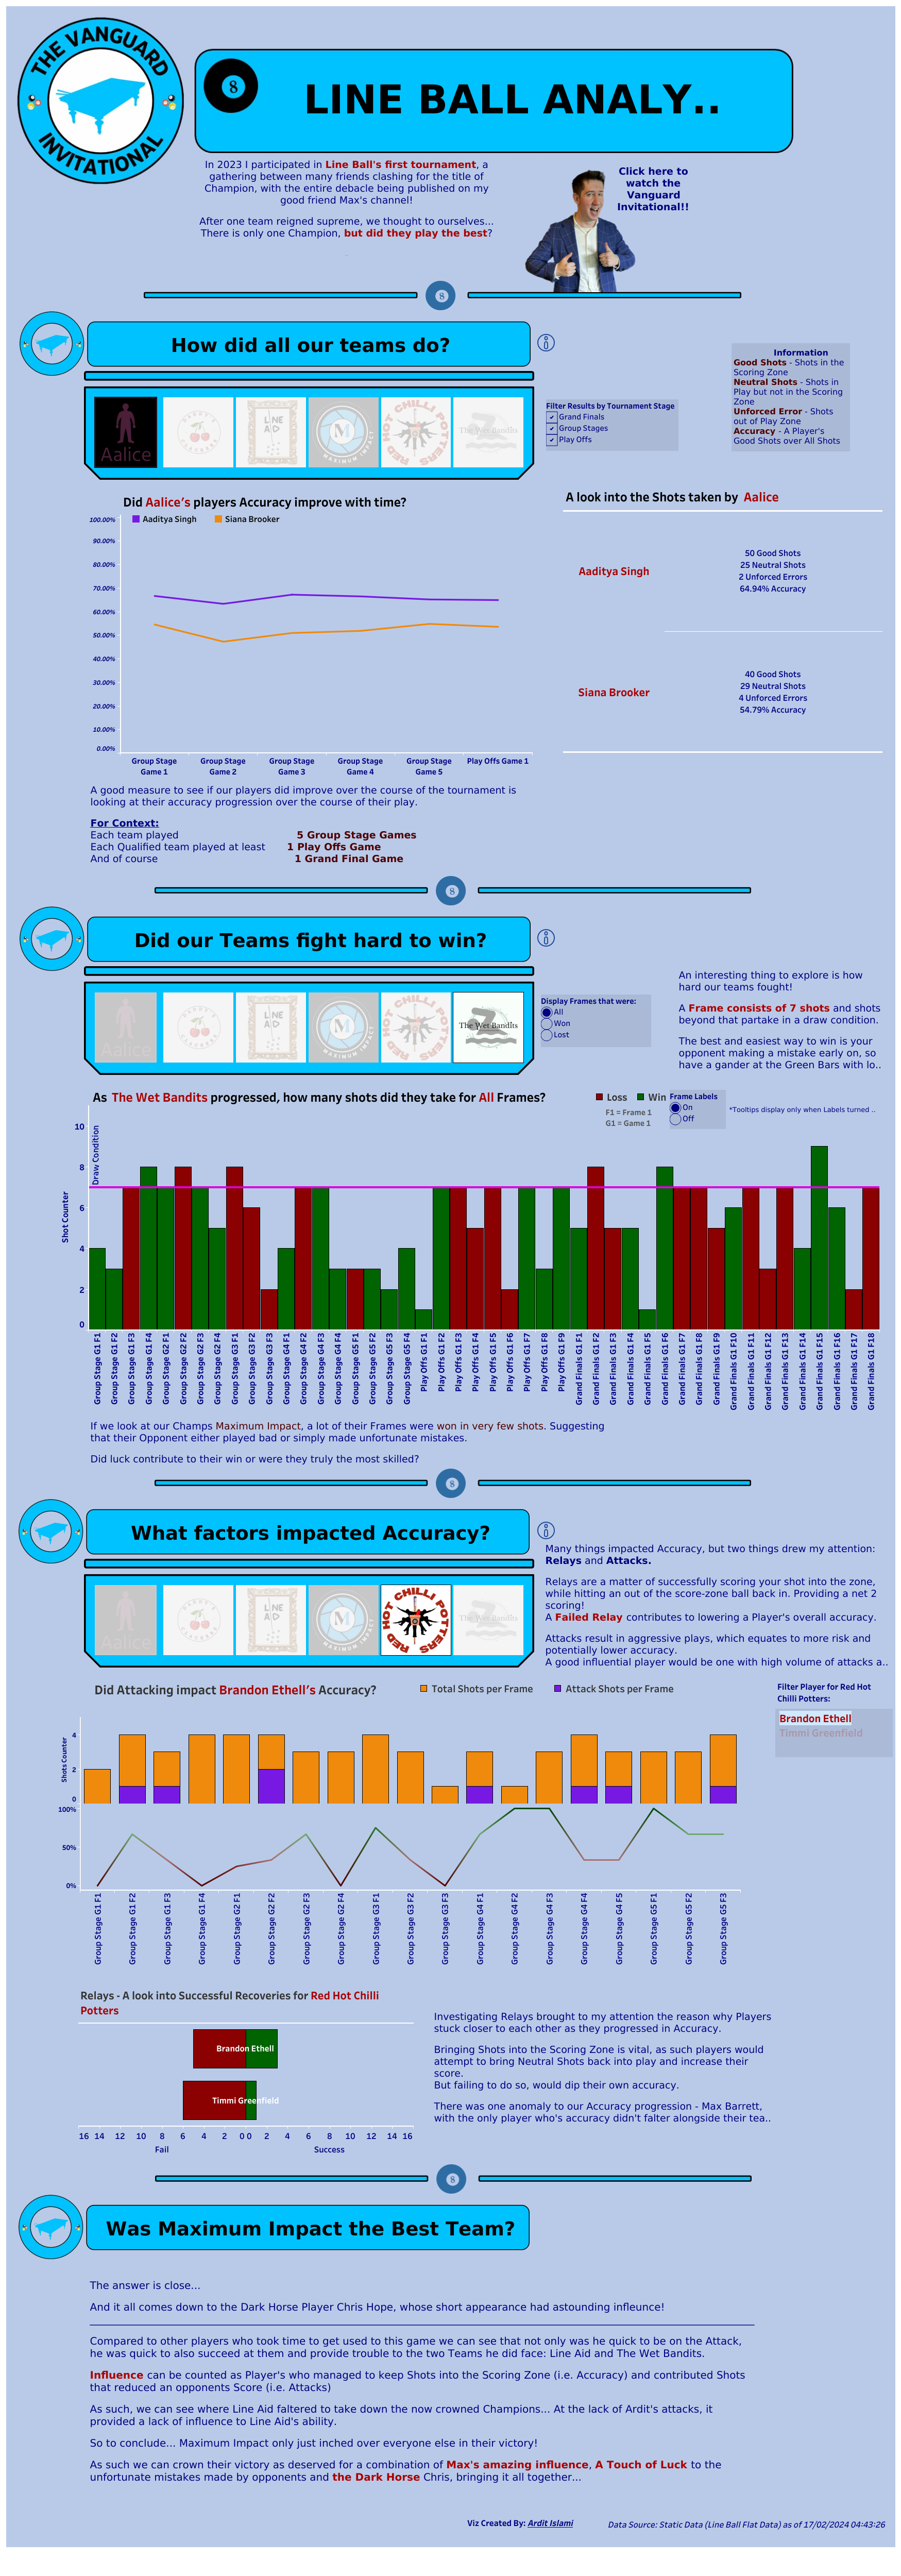 THE VANGUARD
INVITATIONAL
8
LINE BALL ANALY..
In 2023 I participated in Line Ball's first tournament, a
gathering between many friends clashing for the title of
Champion, with the entire debacle being published on my
good friend Max's channel!
After one team reigned supreme, we thought to ourselves...
There is only one Champion, but did they play the best?
Click here to
watch the
Vanguard
Invitational!!
8
How did all our teams do?
Aalice
LINE
AID
M
MAXIMUM IMPACT
RED HOT CHILLI POTTERS
The Wet Bandits
Filter Results by Tournament Stage
Grand Finals
Group Stages
Play Offs
Information
Good Shots - Shots in the
Scoring Zone
Neutral Shots - Shots in
Play but not in the Scoring
Zone
Unforced Error - Shots
out of Play Zone
Accuracy - A Player's
Good Shots over All Shots
Did Aalice's players Accuracy improve with time?
Aaditya Singh
Siana Brooker
100.00%
90.00%
80.00%
70.00%
60.00%
50.00%
40.00%
30.00%
20.00%
10.00%
0.00%
Group Stage Game 1
Group Stage Game 2
Group Stage Game 3
Group Stage Game 4
Group Stage Game 5
Play Offs Game 1
A look into the Shots taken by Aalice
Aaditya Singh
50 Good Shots
25 Neutral Shots
2 Unforced Errors
64.94% Accuracy
Siana Brooker
40 Good Shots
29 Neutral Shots
4 Unforced Errors
54.79% Accuracy
A good measure to see if our players did improve over the course of the tournament is
looking at their accuracy progression over the course of their play.
For Context:
Each team played 5 Group Stage Games
Each Qualified team played at least 1 Play Offs Game
And of course 1 Grand Final Game
8
Did our Teams fight hard to win?
Aalice
LINE
AID
M
MAXIMUM IMPACT
RED HOT CHILLI POTTERS
The Wet Bandits
Display Frames that were:
All
Won
Lost
An interesting thing to explore is how
hard our teams fought!
A Frame consists of 7 shots and shots
beyond that partake in a draw condition.
The best and easiest way to win is your
opponent making a mistake early on, so
have a gander at the Green Bars with lo..
As The Wet Bandits progressed, how many shots did they take for All Frames?
Loss
Win
F1 = Frame 1
G1 = Game 1
Frame Labels
On
Off
*Tooltips display only when Labels turned ..
Shot Counter
10
8
6
4
2
0
Draw Condition
Group Stage G1 F1
Group Stage G1 F2
Group Stage G1 F3
Group Stage G1 F4
Group Stage G2 F1
Group Stage G2 F2
Group Stage G2 F3
Group Stage G2 F4
Group Stage G3 F1
Group Stage G3 F2
Group Stage G3 F3
Group Stage G4 F1
Group Stage G4 F2
Group Stage G4 F3
Group Stage G4 F4
Group Stage G5 F1
Group Stage G5 F2
Group Stage G5 F3
Group Stage G5 F4
Play Offs G1 F1
Play Offs G1 F2
Play Offs G1 F3
Play Offs G1 F4
Play Offs G1 F5
Play Offs G1 F6
Play Offs G1 F7
Play Offs G1 F8
Play Offs G1 F9
Grand Finals G1 F1
Grand Finals G1 F2
Grand Finals G1 F3
Grand Finals G1 F4
Grand Finals G1 F5
Grand Finals G1 F6
Grand Finals G1 F7
Grand Finals G1 F8
Grand Finals G1 F9
Grand Finals G1 F10
Grand Finals G1 F11
Grand Finals G1 F12
Grand Finals G1 F13
Grand Finals G1 F14
Grand Finals G1 F15
Grand Finals G1 F16
Grand Finals G1 F17
Grand Finals G1 F18
If we look at our Champs Maximum Impact, a lot of their Frames were won in very few shots. Suggesting
that their Opponent either played bad or simply made unfortunate mistakes.
Did luck contribute to their win or were they truly the most skilled?
8
What factors impacted Accuracy?
Aalice
LINE
AID
M
MAXIMUM IMPACT
RED HOT CHILLI POTTERS
The Wet Bandits
Many things impacted Accuracy, but two things drew my attention:
Relays and Attacks.
Relays are a matter of successfully scoring your shot into the zone,
while hitting an out of the score-zone ball back in. Providing a net 2
scoring!
A Failed Relay contributes to lowering a Player's overall accuracy.
Attacks result in aggressive plays, which equates to more risk and
potentially lower accuracy.
A good influential player would be one with high volume of attacks a..
Did Attacking impact Brandon Ethell's Accuracy?
Total Shots per Frame
Attack Shots per Frame
Filter Player for Red Hot
Chilli Potters:
Brandon Ethell
Timmi Greenfield
Shots Counter
4
2
0
100%
50%
0%
Group Stage G1 F1
Group Stage G1 F2
Group Stage G1 F3
Group Stage G1 F4
Group Stage G2 F1
Group Stage G2 F2
Group Stage G2 F3
Group Stage G2 F4
Group Stage G3 F1
Group Stage G3 F2
Group Stage G3 F3
Group Stage G4 F1
Group Stage G4 F2
Group Stage G4 F3
Group Stage G4 F4
Group Stage G4 F5
Group Stage G5 F1
Group Stage G5 F2
Group Stage G5 F3
Relays - A look into Successful Recoveries for Red Hot Chilli
Potters
Brandon Ethell
Timmi Greenfield
16 14 12 10 8 6 4 2 0 0 2 4 6 8 10 12 14 16
Fail
Success
Investigating Relays brought to my attention the reason why Players
stuck closer to each other as they progressed in Accuracy.
Bringing Shots into the Scoring Zone is vital, as such players would
attempt to bring Neutral Shots back into play and increase their
score.
But failing to do so, would dip their own accuracy.
There was one anomaly to our Accuracy progression - Max Barrett,
with the only player who's accuracy didn't falter alongside their tea..
8
Was Maximum Impact the Best Team?
The answer is close...
And it all comes down to the Dark Horse Player Chris Hope, whose short appearance had astounding infleunce!
Compared to other players who took time to get used to this game we can see that not only was he quick to be on the Attack,
he was quick to also succeed at them and provide trouble to the two Teams he did face: Line Aid and The Wet Bandits.
Influence can be counted as Player's who managed to keep Shots into the Scoring Zone (i.e. Accuracy) and contributed Shots
that reduced an opponents Score (i.e. Attacks)
As such, we can see where Line Aid faltered to take down the now crowned Champions... At the lack of Ardit's attacks, it
provided a lack of influence to Line Aid's ability.
So to conclude... Maximum Impact only just inched over everyone else in their victory!
As such we can crown their victory as deserved for a combination of Max's amazing influence, A Touch of Luck to the
unfortunate mistakes made by opponents and the Dark Horse Chris, bringing it all together...
Viz Created By: Ardit Islami
Data Source: Static Data (Line Ball Flat Data) as of 17/02/2024 04:43:26